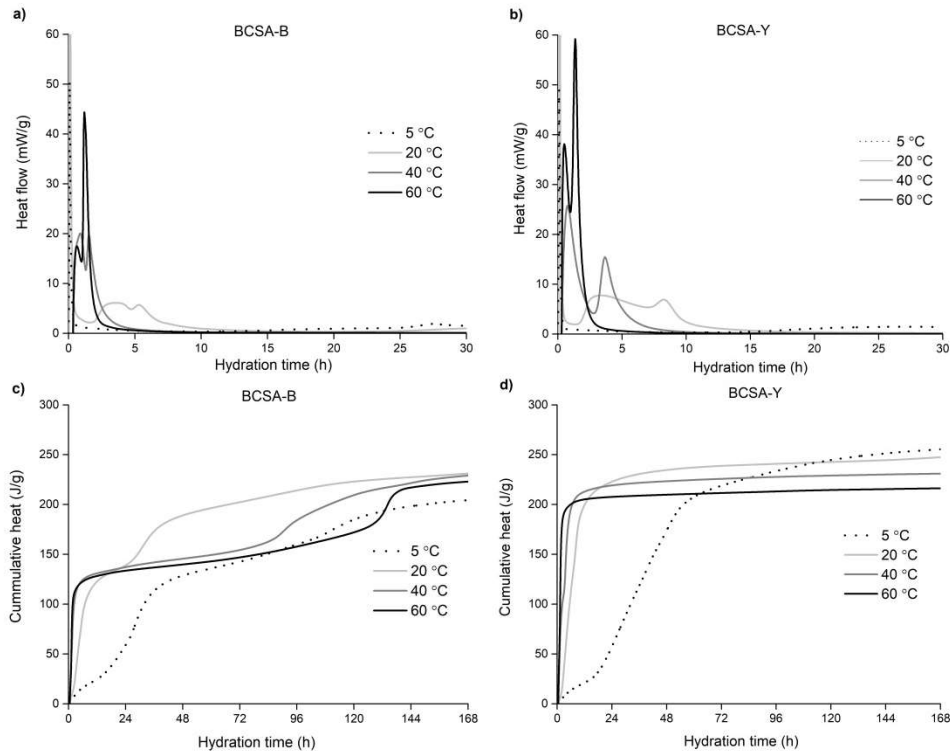 a)
BCSA-B
60
50
40
30
20
10
0
Heat flow (mW/g)
5 °C
20 °C
40 °C
60 °C
0 5 10 15 20 25 30
Hydration time (h)
b)
BCSA-Y
60
50
40
30
20
10
0
Heat flow (mW/g)
5 °C
20 °C
40 °C
60 °C
0 5 10 15 20 25 30
Hydration time (h)
c)
BCSA-B
300
250
200
150
100
50
0
Cummulative heat (J/g)
5 °C
20 °C
40 °C
60 °C
0 24 48 72 96 120 144 168
Hydration time (h)
d)
BCSA-Y
300
250
200
150
100
50
0
Cumulative heat (J/g)
5 °C
20 °C
40 °C
60 °C
0 24 48 72 96 120 144 168
Hydration time (h)